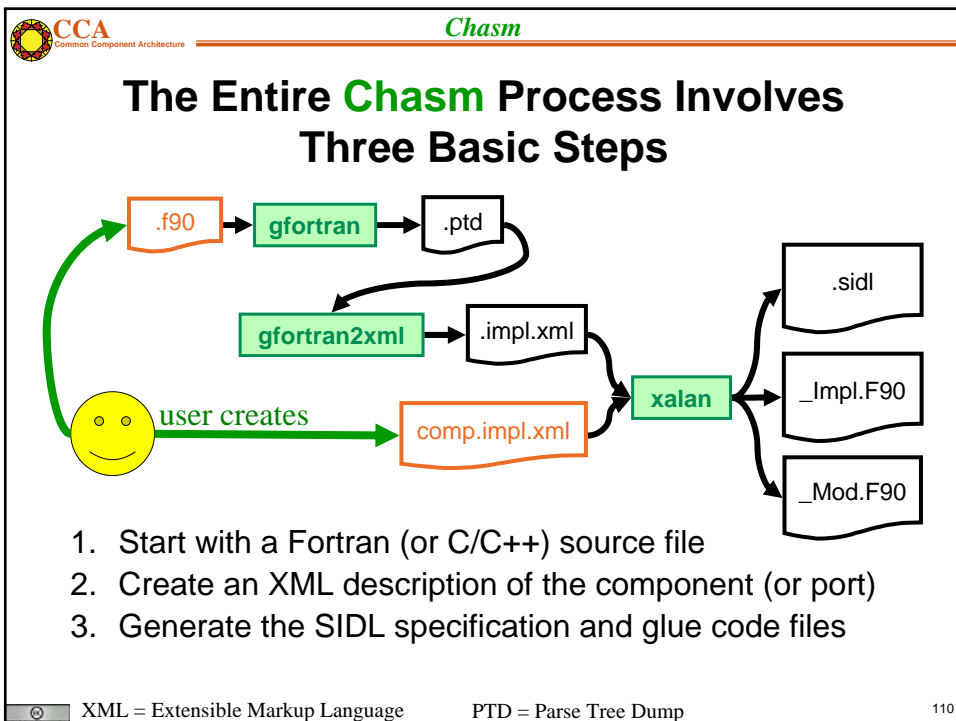 CCA
Common Component Architecture
Chasm
The Entire Chasm Process Involves
Three Basic Steps
.f90
gfortran
.ptd
.sidl
gfortran2xml
.impl.xml
xalan
_Impl.F90
user creates
comp.impl.xml
_Mod.F90
1. Start with a Fortran (or C/C++) source file
2. Create an XML description of the component (or port)
3. Generate the SIDL specification and glue code files
cc
XML = Extensible Markup Language
PTD = Parse Tree Dump
110